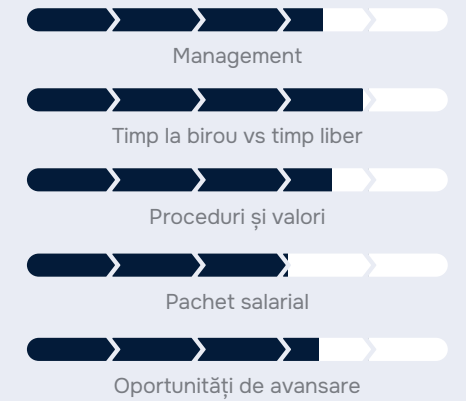 Management
Timp la birou vs timp liber
Proceduri și valori
Pachet salarial
Oportunități de avansare